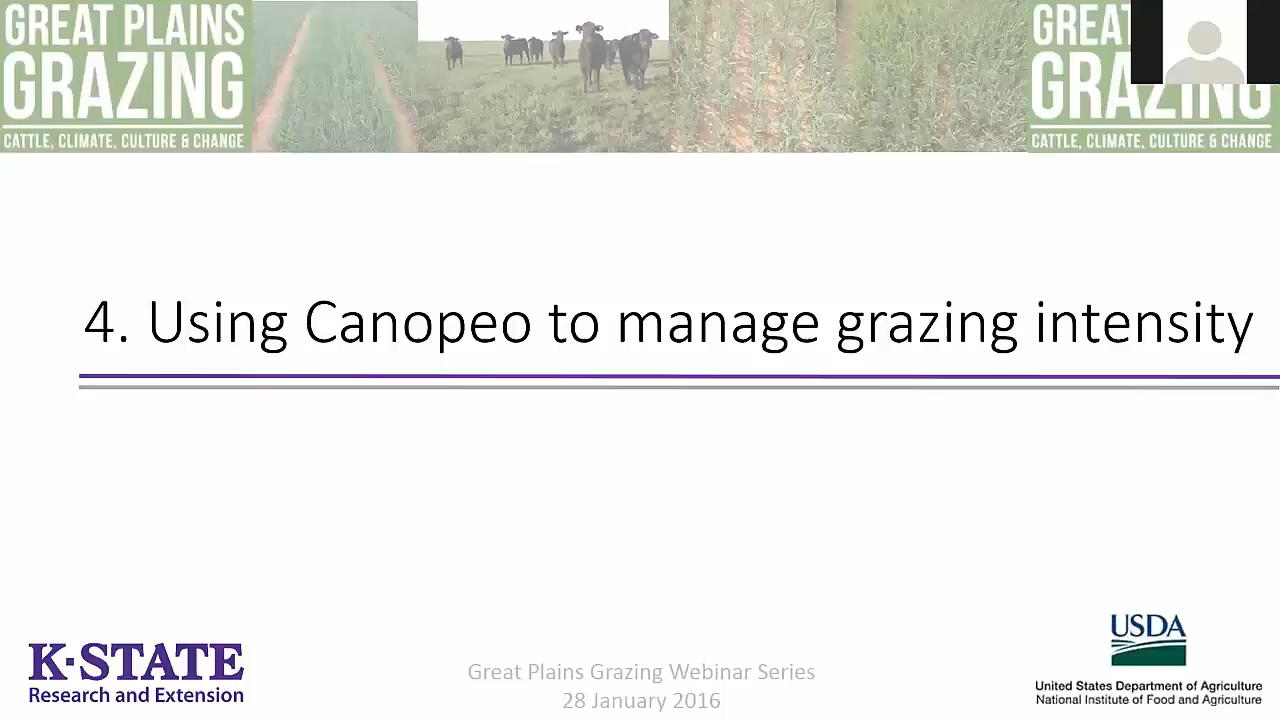 GREAT PLAINS
GRAZING
CATTLE, CLIMATE, CULTURE & CHANGE
GREAT
GRAZING
CATTLE, CLIMATE, CULTURE & CHANGE
4. Using Canopeo to manage grazing intensity
K-STATE
Research and Extension
Great Plains Grazing Webinar Series
28 January 2016
USDA
United States Department of Agriculture
National Institute of Food and Agriculture